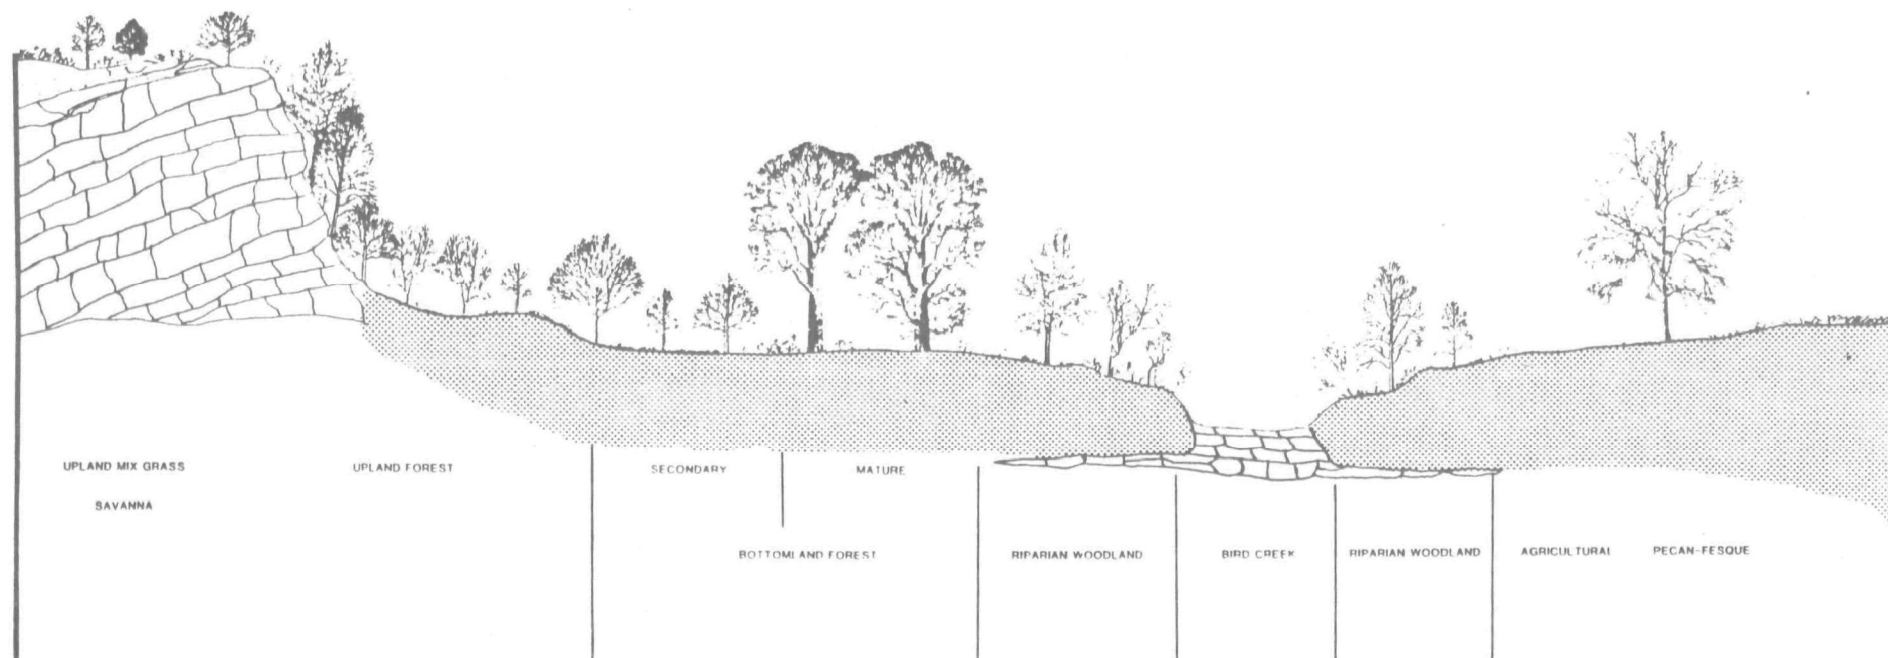 UPLAND MIX GRASS
SAVANNA
UPLAND FOREST
SECONDARY
MATURE
BOTTOMLAND FOREST
RIPARIAN WOODLAND
BIRD CREEK
RIPARIAN WOODLAND
AGRICULTURAL
PECAN-FESQUE